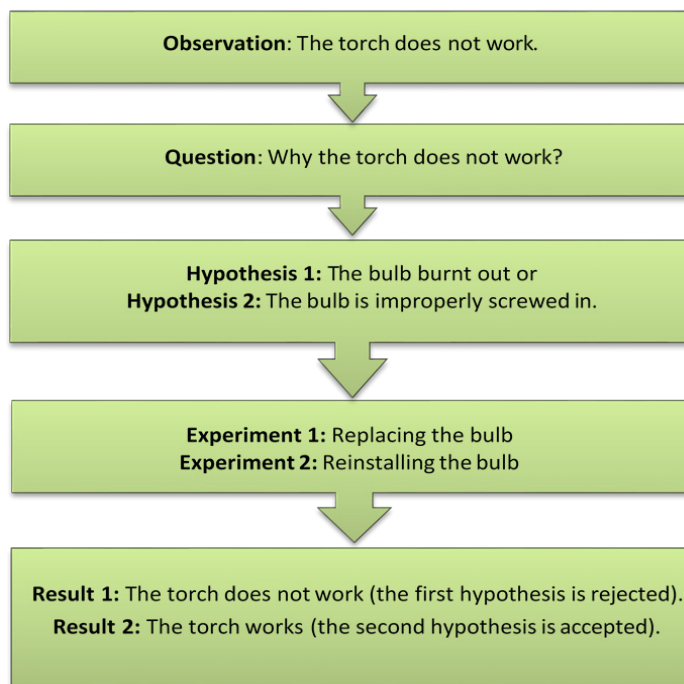 Observation: The torch does not work.
Question: Why the torch does not work?
Hypothesis 1: The bulb burnt out or
Hypothesis 2: The bulb is improperly screwed in.
Experiment 1: Replacing the bulb
Experiment 2: Reinstalling the bulb
Result 1: The torch does not work (the first hypothesis is rejected).
Result 2: The torch works (the second hypothesis is accepted).